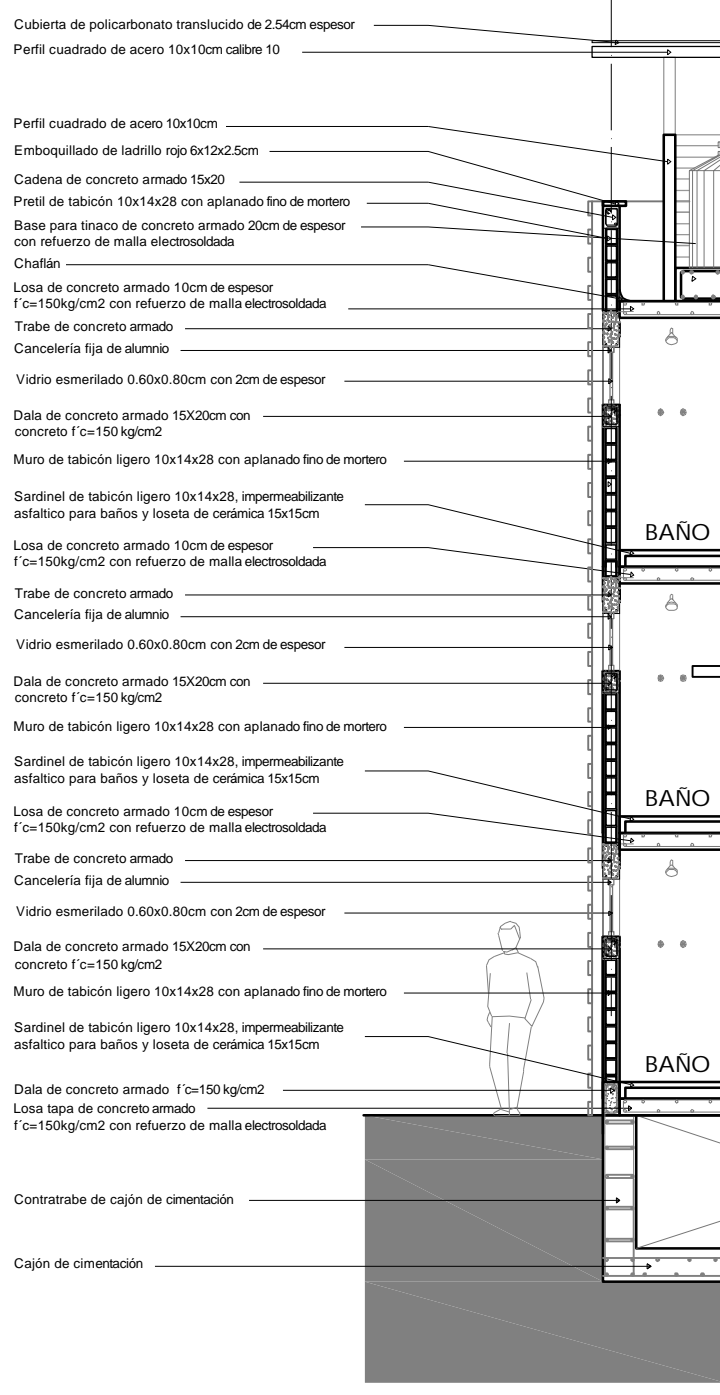 Cubierta de policarbonato translucido de 2.54cm espesor
Perfil cuadrado de acero 10x10cm calibre 10
Perfil cuadrado de acero 10x10cm
Emboquillado de ladrillo rojo 6x12x2.5cm
Cadena de concreto armado 15x20
Pretil de tabicón 10x14x28 con aplanado fino de mortero
Base para tinaco de concreto armado 20cm de espesor
con refuerzo de malla electrosoldada
Chaflán
Losa de concreto armado 10cm de espesor
f´c=150kg/cm2 con refuerzo de malla electrosoldada
Trabe de concreto armado
Cancelería fija de alumnio
Vidrio esmerilado 0.60x0.80cm con 2cm de espesor
Dala de concreto armado 15X20cm con
concreto f´c=150 kg/cm2
Muro de tabicón ligero 10x14x28 con aplanado fino de mortero
Sardinel de tabicón ligero 10x14x28, impermeabilizante
asfaltico para baños y loseta de cerámica 15x15cm
BAÑO
Losa de concreto armado 10cm de espesor
f´c=150kg/cm2 con refuerzo de malla electrosoldada
Trabe de concreto armado
Cancelería fija de alumnio
Vidrio esmerilado 0.60x0.80cm con 2cm de espesor
Dala de concreto armado 15X20cm con
concreto f´c=150 kg/cm2
Muro de tabicón ligero 10x14x28 con aplanado fino de mortero
Sardinel de tabicón ligero 10x14x28, impermeabilizante
asfaltico para baños y loseta de cerámica 15x15cm
BAÑO
Losa de concreto armado 10cm de espesor
f´c=150kg/cm2 con refuerzo de malla electrosoldada
Trabe de concreto armado
Cancelería fija de alumnio
Vidrio esmerilado 0.60x0.80cm con 2cm de espesor
Dala de concreto armado 15X20cm con
concreto f´c=150 kg/cm2
Muro de tabicón ligero 10x14x28 con aplanado fino de mortero
Sardinel de tabicón ligero 10x14x28, impermeabilizante
asfaltico para baños y loseta de cerámica 15x15cm
BAÑO
Dala de concreto armado f´c=150 kg/cm2
Losa tapa de concreto armado
f´c=150kg/cm2 con refuerzo de malla electrosoldada
Contratrabe de cajón de cimentación
Cajón de cimentación